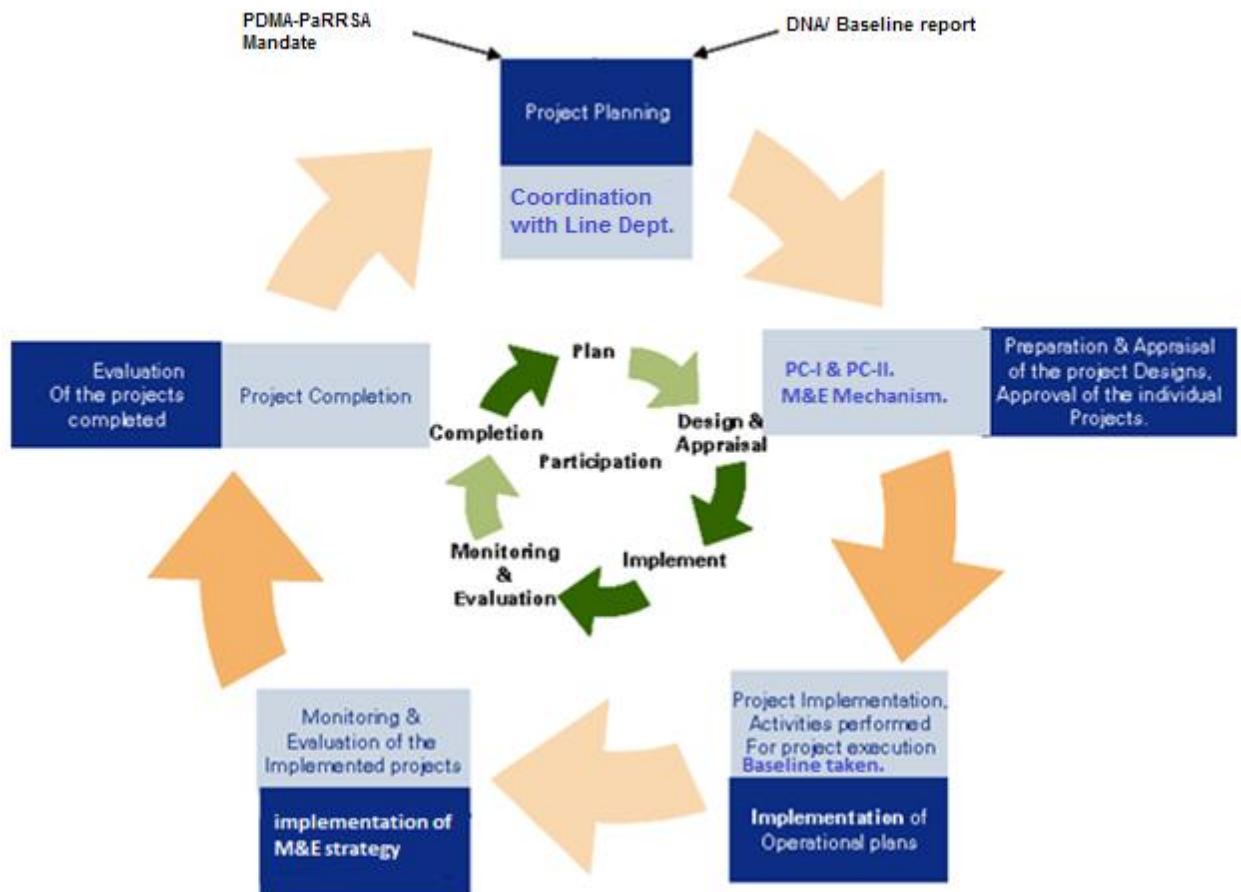 PDMA-PaRRSA
Mandate
DNA/ Baseline report
Project Planning
Coordination
with Line Dept.
Evaluation
Of the projects
completed
Project Completion
Plan
Design &
Appraisal
Completion
Participation
Monitoring
&
Evaluation
Implement
PC-I & PC-II.
M&E Mechanism.
Preparation & Appraisal
of the project Designs,
Approval of the individual
Projects.
Monitoring &
Evaluation of the
Implemented projects
implementation of
M&E strategy
Project Implementation,
Activities performed
For project execution
Baseline taken.
Implementation of
Operational plans